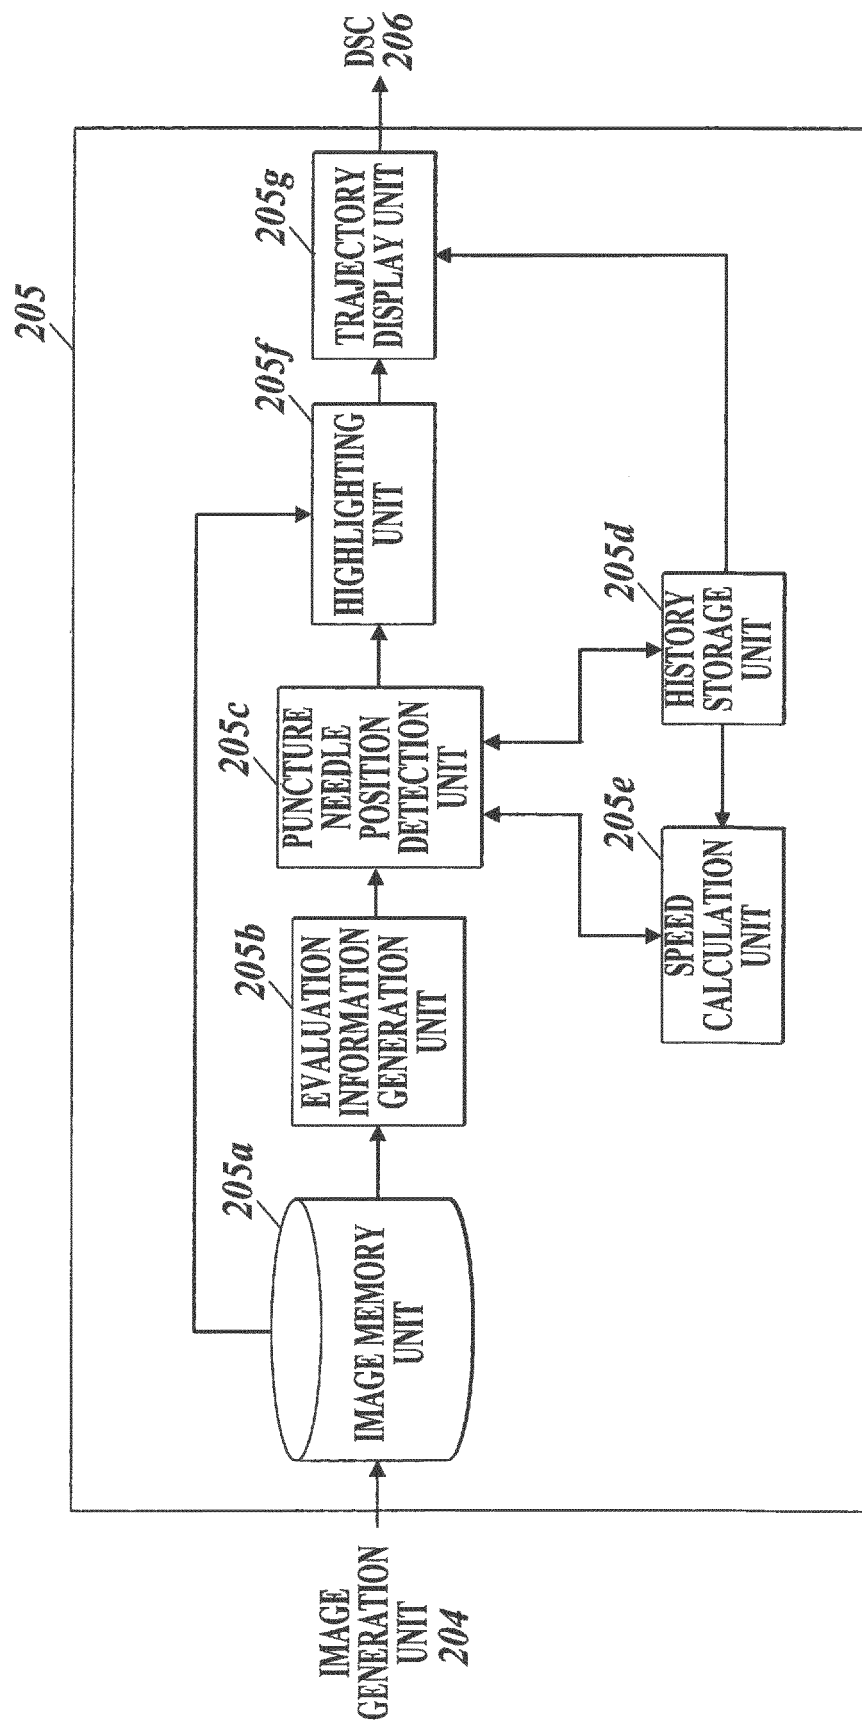 205
IMAGE
GENERATION
UNIT
204
205a
IMAGE MEMORY
UNIT
205b
EVALUATION
INFORMATION
GENERATION
UNIT
205c
PUNCTURE
NEEDLE
POSITION
DETECTION
UNIT
205f
HIGHLIGHTING
UNIT
205g
TRAJECTORY
DISPLAY UNIT
DSC
206
205e
SPEED
CALCULATION
UNIT
205d
HISTORY
STORAGE
UNIT